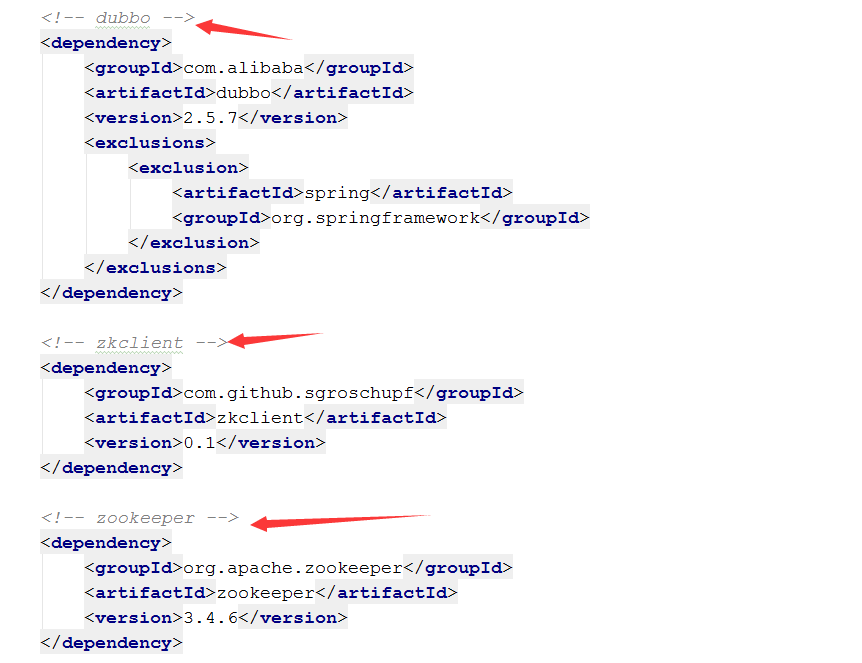 <!-- dubbo -->
<dependency>
<groupId>com.alibaba</groupId>
<artifactId>dubbo</artifactId>
<version>2.5.7</version>
<exclusions>
<exclusion>
<artifactId>spring</artifactId>
<groupId>org.springframework</groupId>
</exclusion>
</exclusions>
</dependency>
<!-- zkclient -->
<dependency>
<groupId>com.github.sgroschupf</groupId>
<artifactId>zkclient</artifactId>
<version>0.1</version>
</dependency>
<!-- zookeeper -->
<dependency>
<groupId>org.apache.zookeeper</groupId>
<artifactId>zookeeper</artifactId>
<version>3.4.6</version>
</dependency>